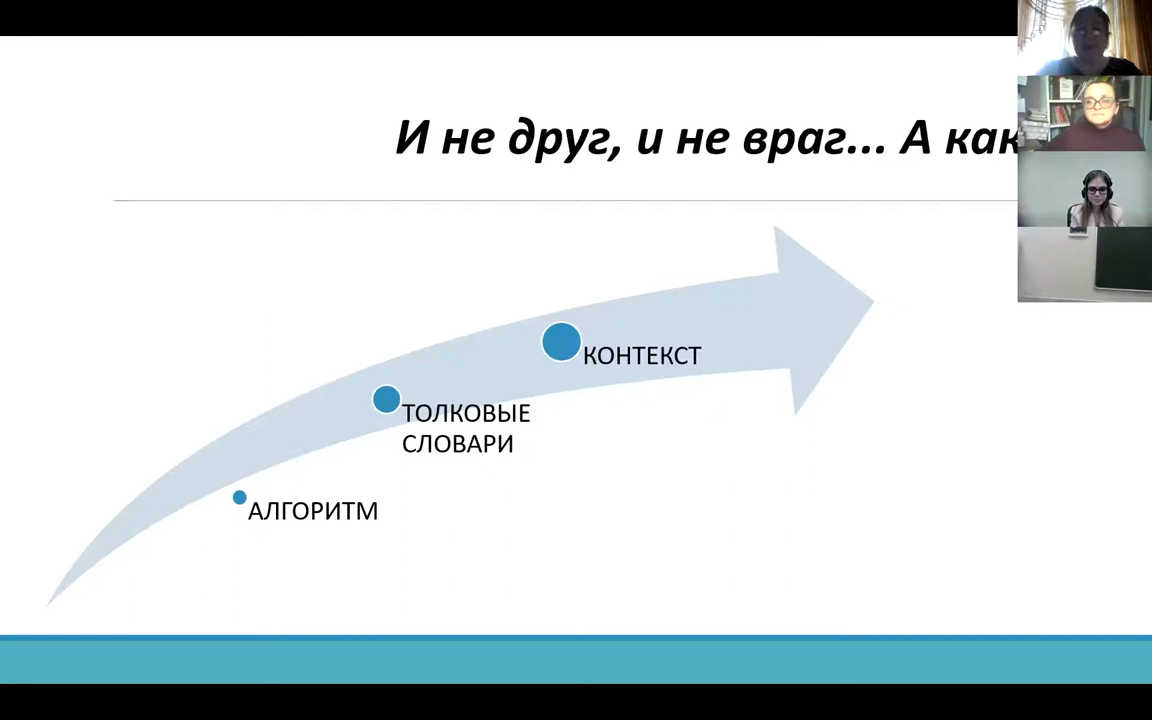 И не друг, и не враг... А как
КОНТЕКСТ
ТОЛКОВЫЕ
СЛОВАРИ
АЛГОРИТМ